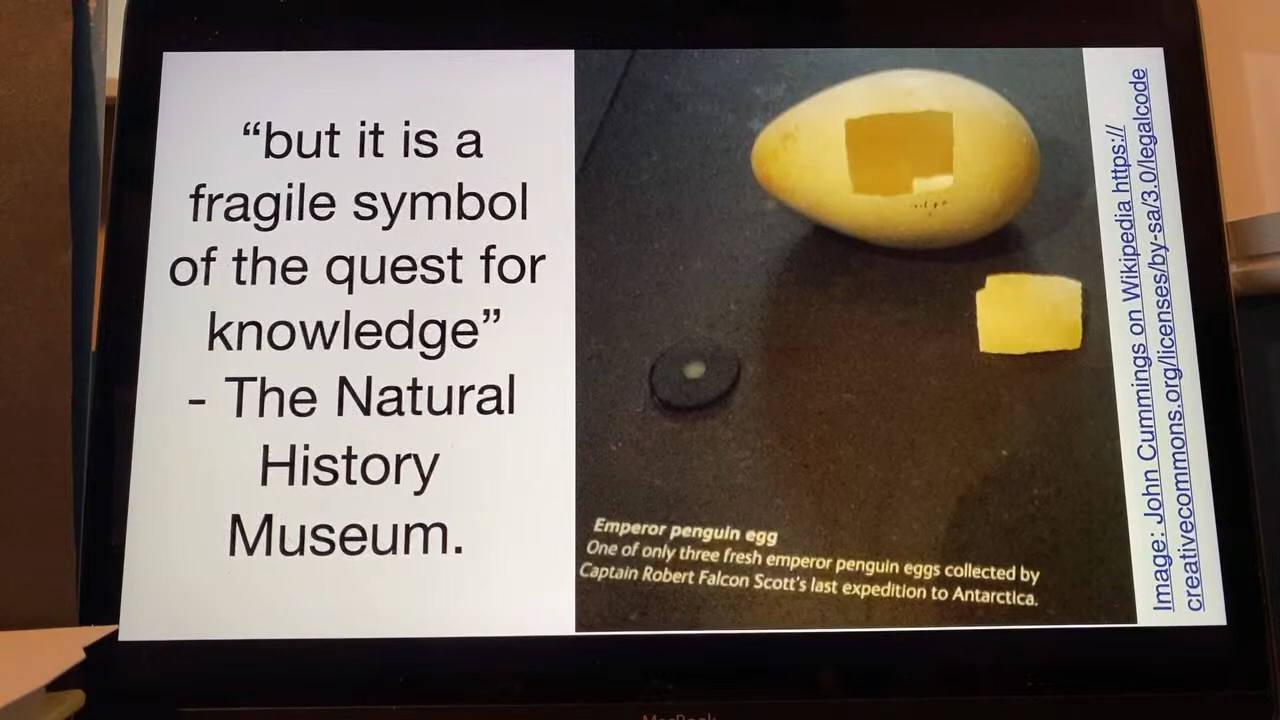 “but it is a
fragile symbol
of the quest for
knowledge”
- The Natural
History
Museum.
Emperor penguin egg
One of only three fresh emperor penguin eggs collected by
Captain Robert Falcon Scott's last expedition to Antarctica.
Image: John Cummings on Wikipedia https://
creativecommons.org/licenses/by-sa/3.0/legalcode
MacBook